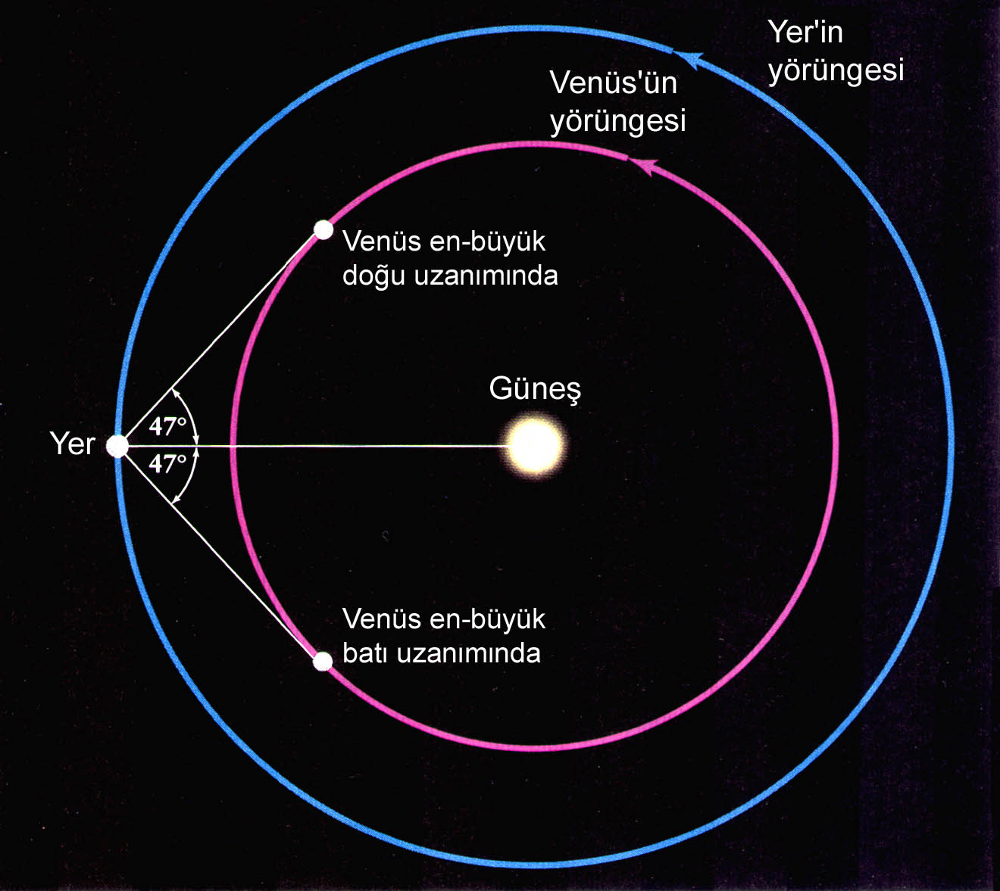 Yer'in
yörüngesi
Venüs'ün
yörüngesi
Venüs en-büyük
doğu uzanımında
Güneş
47°
Yer
47°
Venüs en-büyük
batı uzanımında